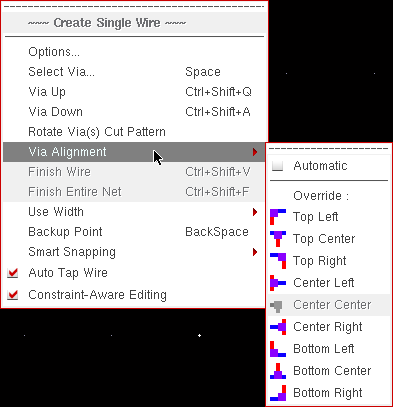 ~~~ Create Single Wire ~~~
Options...
Select Via... Space
Via Up Ctrl+Shift+Q
Via Down Ctrl+Shift+A
Rotate Via(s) Cut Pattern
Via Alignment
Finish Wire Ctrl+Shift+V
Finish Entire Net Ctrl+Shift+F
Use Width
Backup Point BackSpace
Smart Snapping
Auto Tap Wire
Constraint-Aware Editing
Automatic
Override :
Top Left
Top Center
Top Right
Center Left
Center Center
Center Right
Bottom Left
Bottom Center
Bottom Right